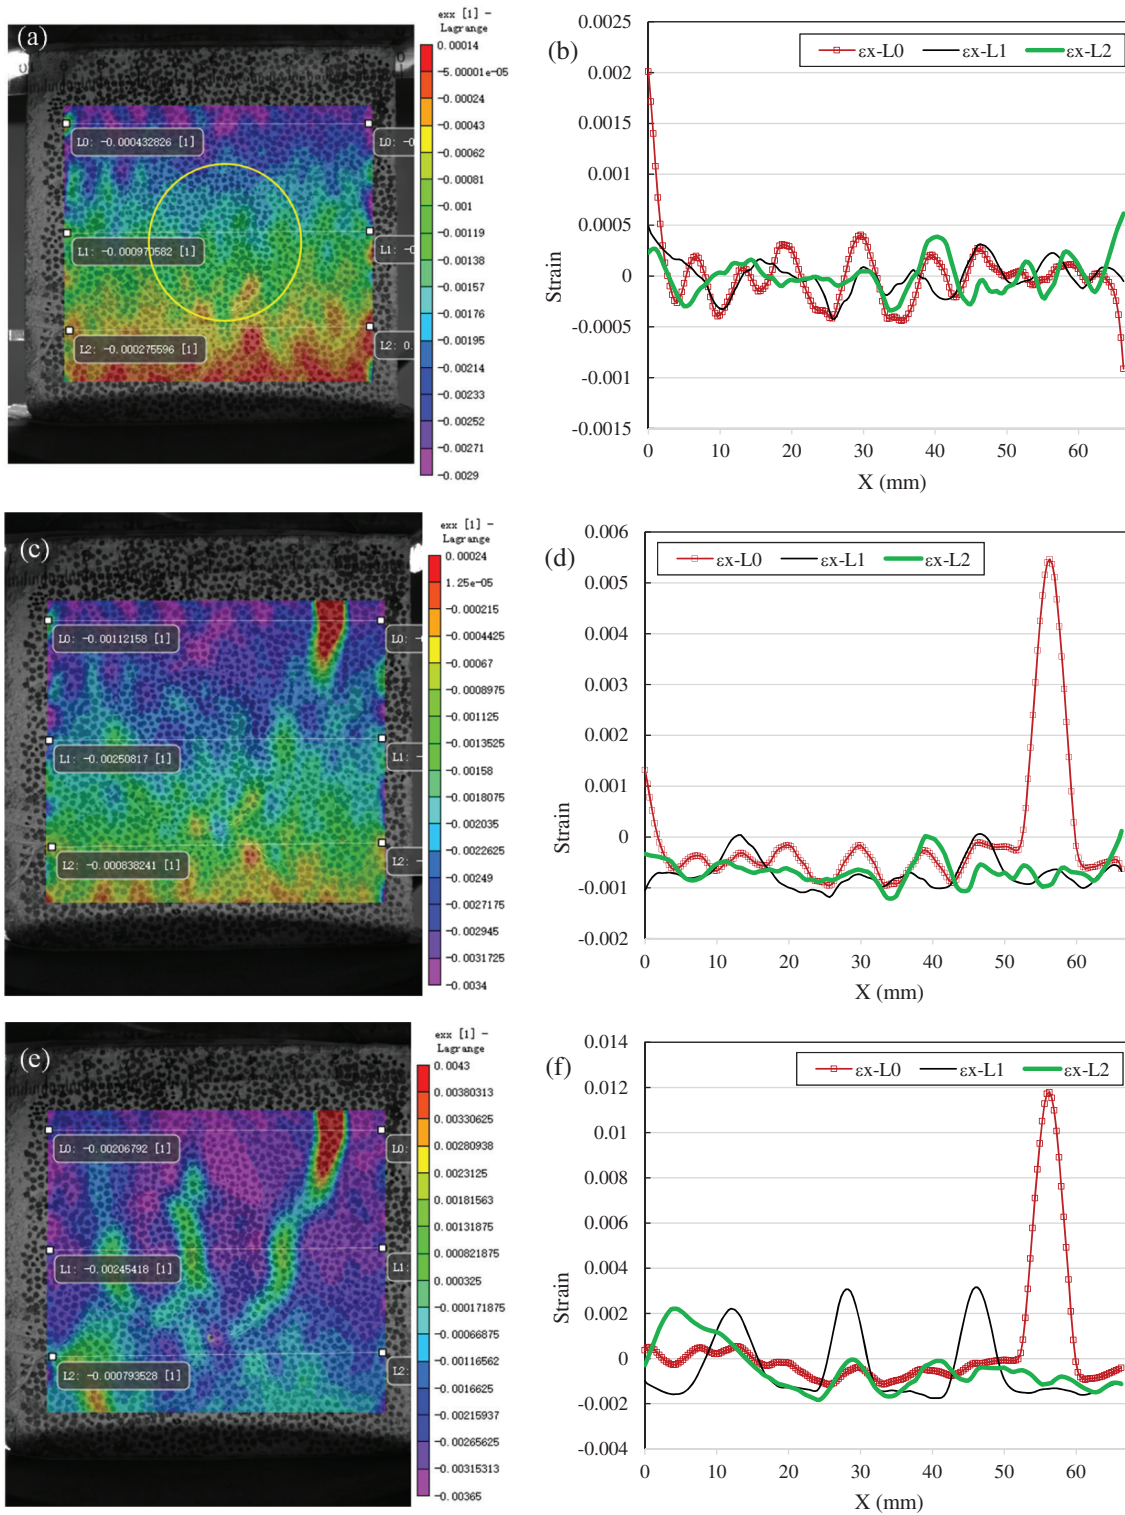 (a)
exx [1] -
Lagrange
0.00014
-5.00001e-05
-0.00024
-0.00043
-0.00062
-0.00081
-0.001
-0.00119
-0.00138
-0.00157
-0.00176
-0.00195
-0.00214
-0.00233
-0.00252
-0.00271
-0.0029
L0: -0.000432826 [1]
L0: -0
L1: -0.000970582 [1]
L1: -0
L2: -0.000275596 [1]
L2: 0.
(b)
εx-L0 εx-L1 εx-L2
0.0025
0.002
0.0015
0.001
0.0005
0
-0.0005
-0.001
-0.0015
Strain
0 10 20 30 40 50 60
X (mm)
(c)
exx [1] -
Lagrange
0.00024
1.25e-05
-0.000215
-0.0004425
-0.00067
-0.0008975
-0.001125
-0.0013525
-0.00158
-0.0018075
-0.002035
-0.0022625
-0.00249
-0.0027175
-0.002945
-0.0031725
-0.0034
L0: -0.00112158 [1]
L0: -
L1: -0.00250817 [1]
L1: -
L2: -0.000838241 [1]
L2: -
(d)
εx-L0 εx-L1 εx-L2
0.006
0.005
0.004
0.003
0.002
0.001
0
-0.001
-0.002
Strain
0 10 20 30 40 50 60
X (mm)
(e)
exx [1] -
Lagrange
0.0043
0.00380313
0.00330625
0.00280938
0.0023125
0.00181563
0.00131875
0.000821875
0.000325
-0.000171875
-0.00066875
-0.00116562
-0.0016625
-0.00215937
-0.00265625
-0.00315313
-0.00365
L0: -0.00206792 [1]
L0:
L1: -0.00245418 [1]
L1:
L2: -0.000793528 [1]
L2:
(f)
εx-L0 εx-L1 εx-L2
0.014
0.012
0.01
0.008
0.006
0.004
0.002
0
-0.002
-0.004
Strain
0 10 20 30 40 50 60
X (mm)